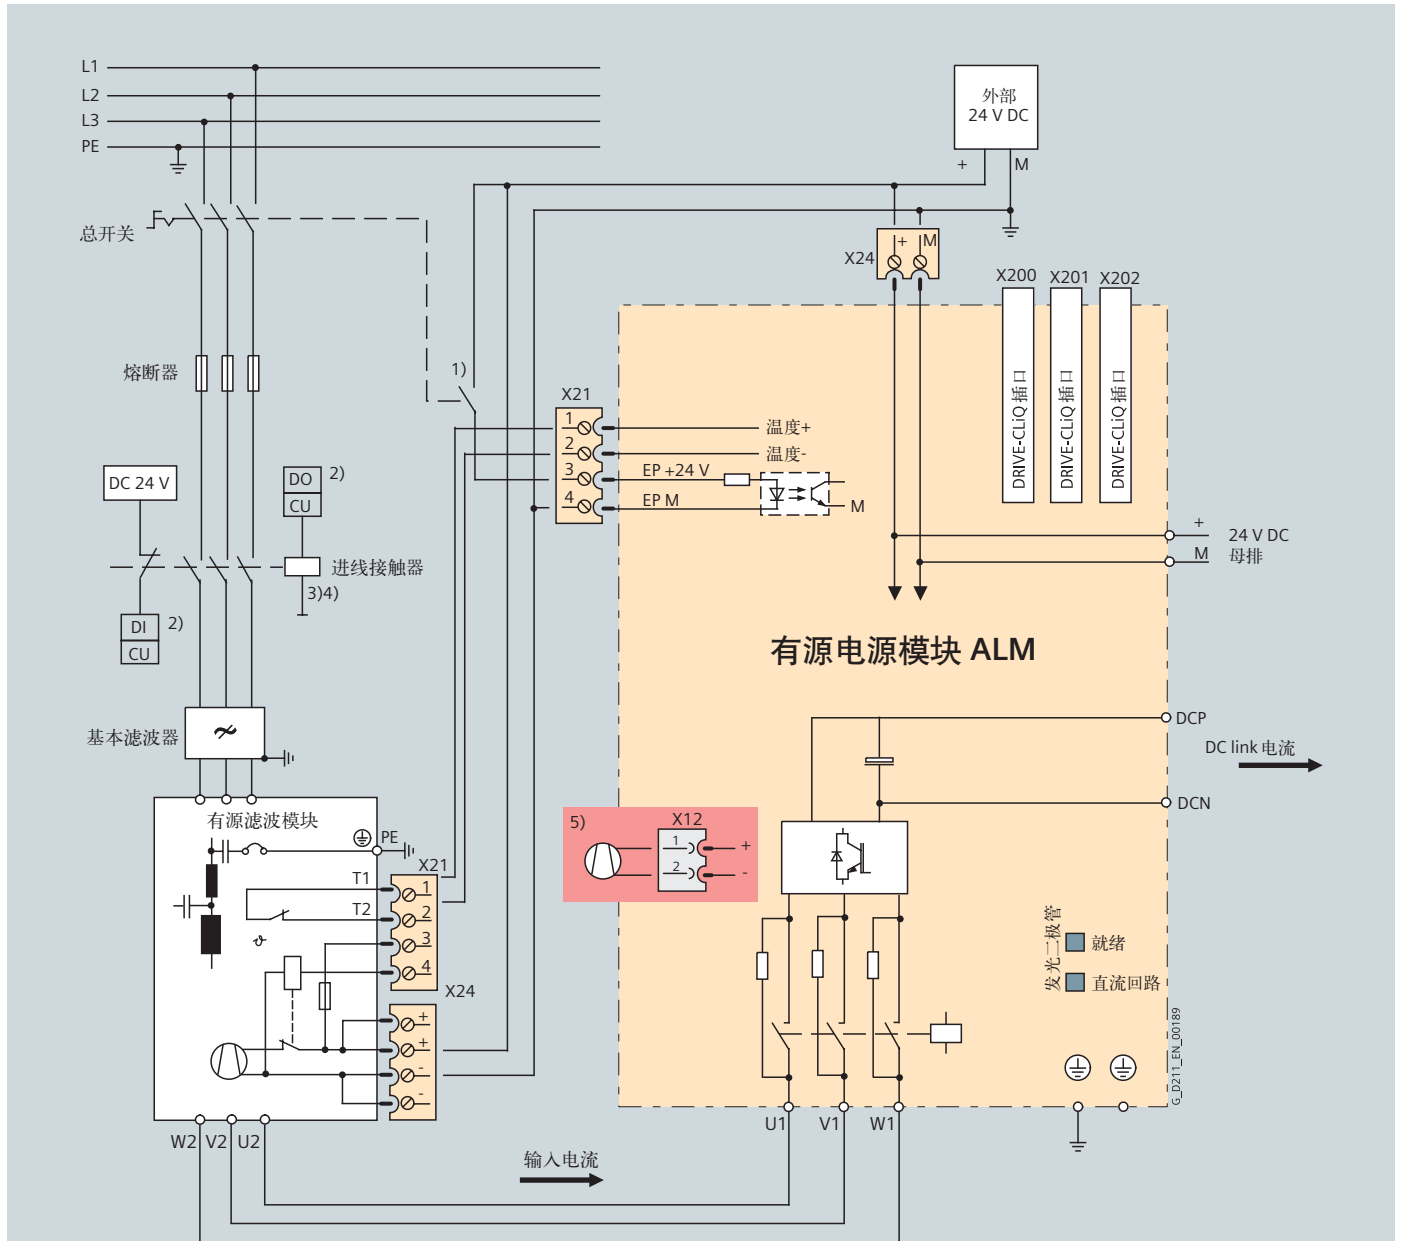 L1
L2
L3
PE
外部
24 V DC
+
M
总开关
X24
+
M
X200
X201
X202
DRIVE-CLiQ 插口
DRIVE-CLiQ 插口
DRIVE-CLiQ 插口
熔断器
1)
X21
1
2
3
4
温度+
温度-
EP +24 V
EP M
M
DC 24 V
DO
CU
2)
进线接触器
3)4)
DI
CU
2)
+
M
24 V DC
母排
有源电源模块 ALM
基本滤波器
DCP
DC link 电流
DCN
有源滤波模块
PE
X21
T1
T2
1
2
3
4
ϑ
X24
+
+
-
-
5)
X12
1
2
+
-
发光二极管
就绪
直流回路
G_D211_EN_00189
W2
V2
U2
U1
V1
W1
输入电流